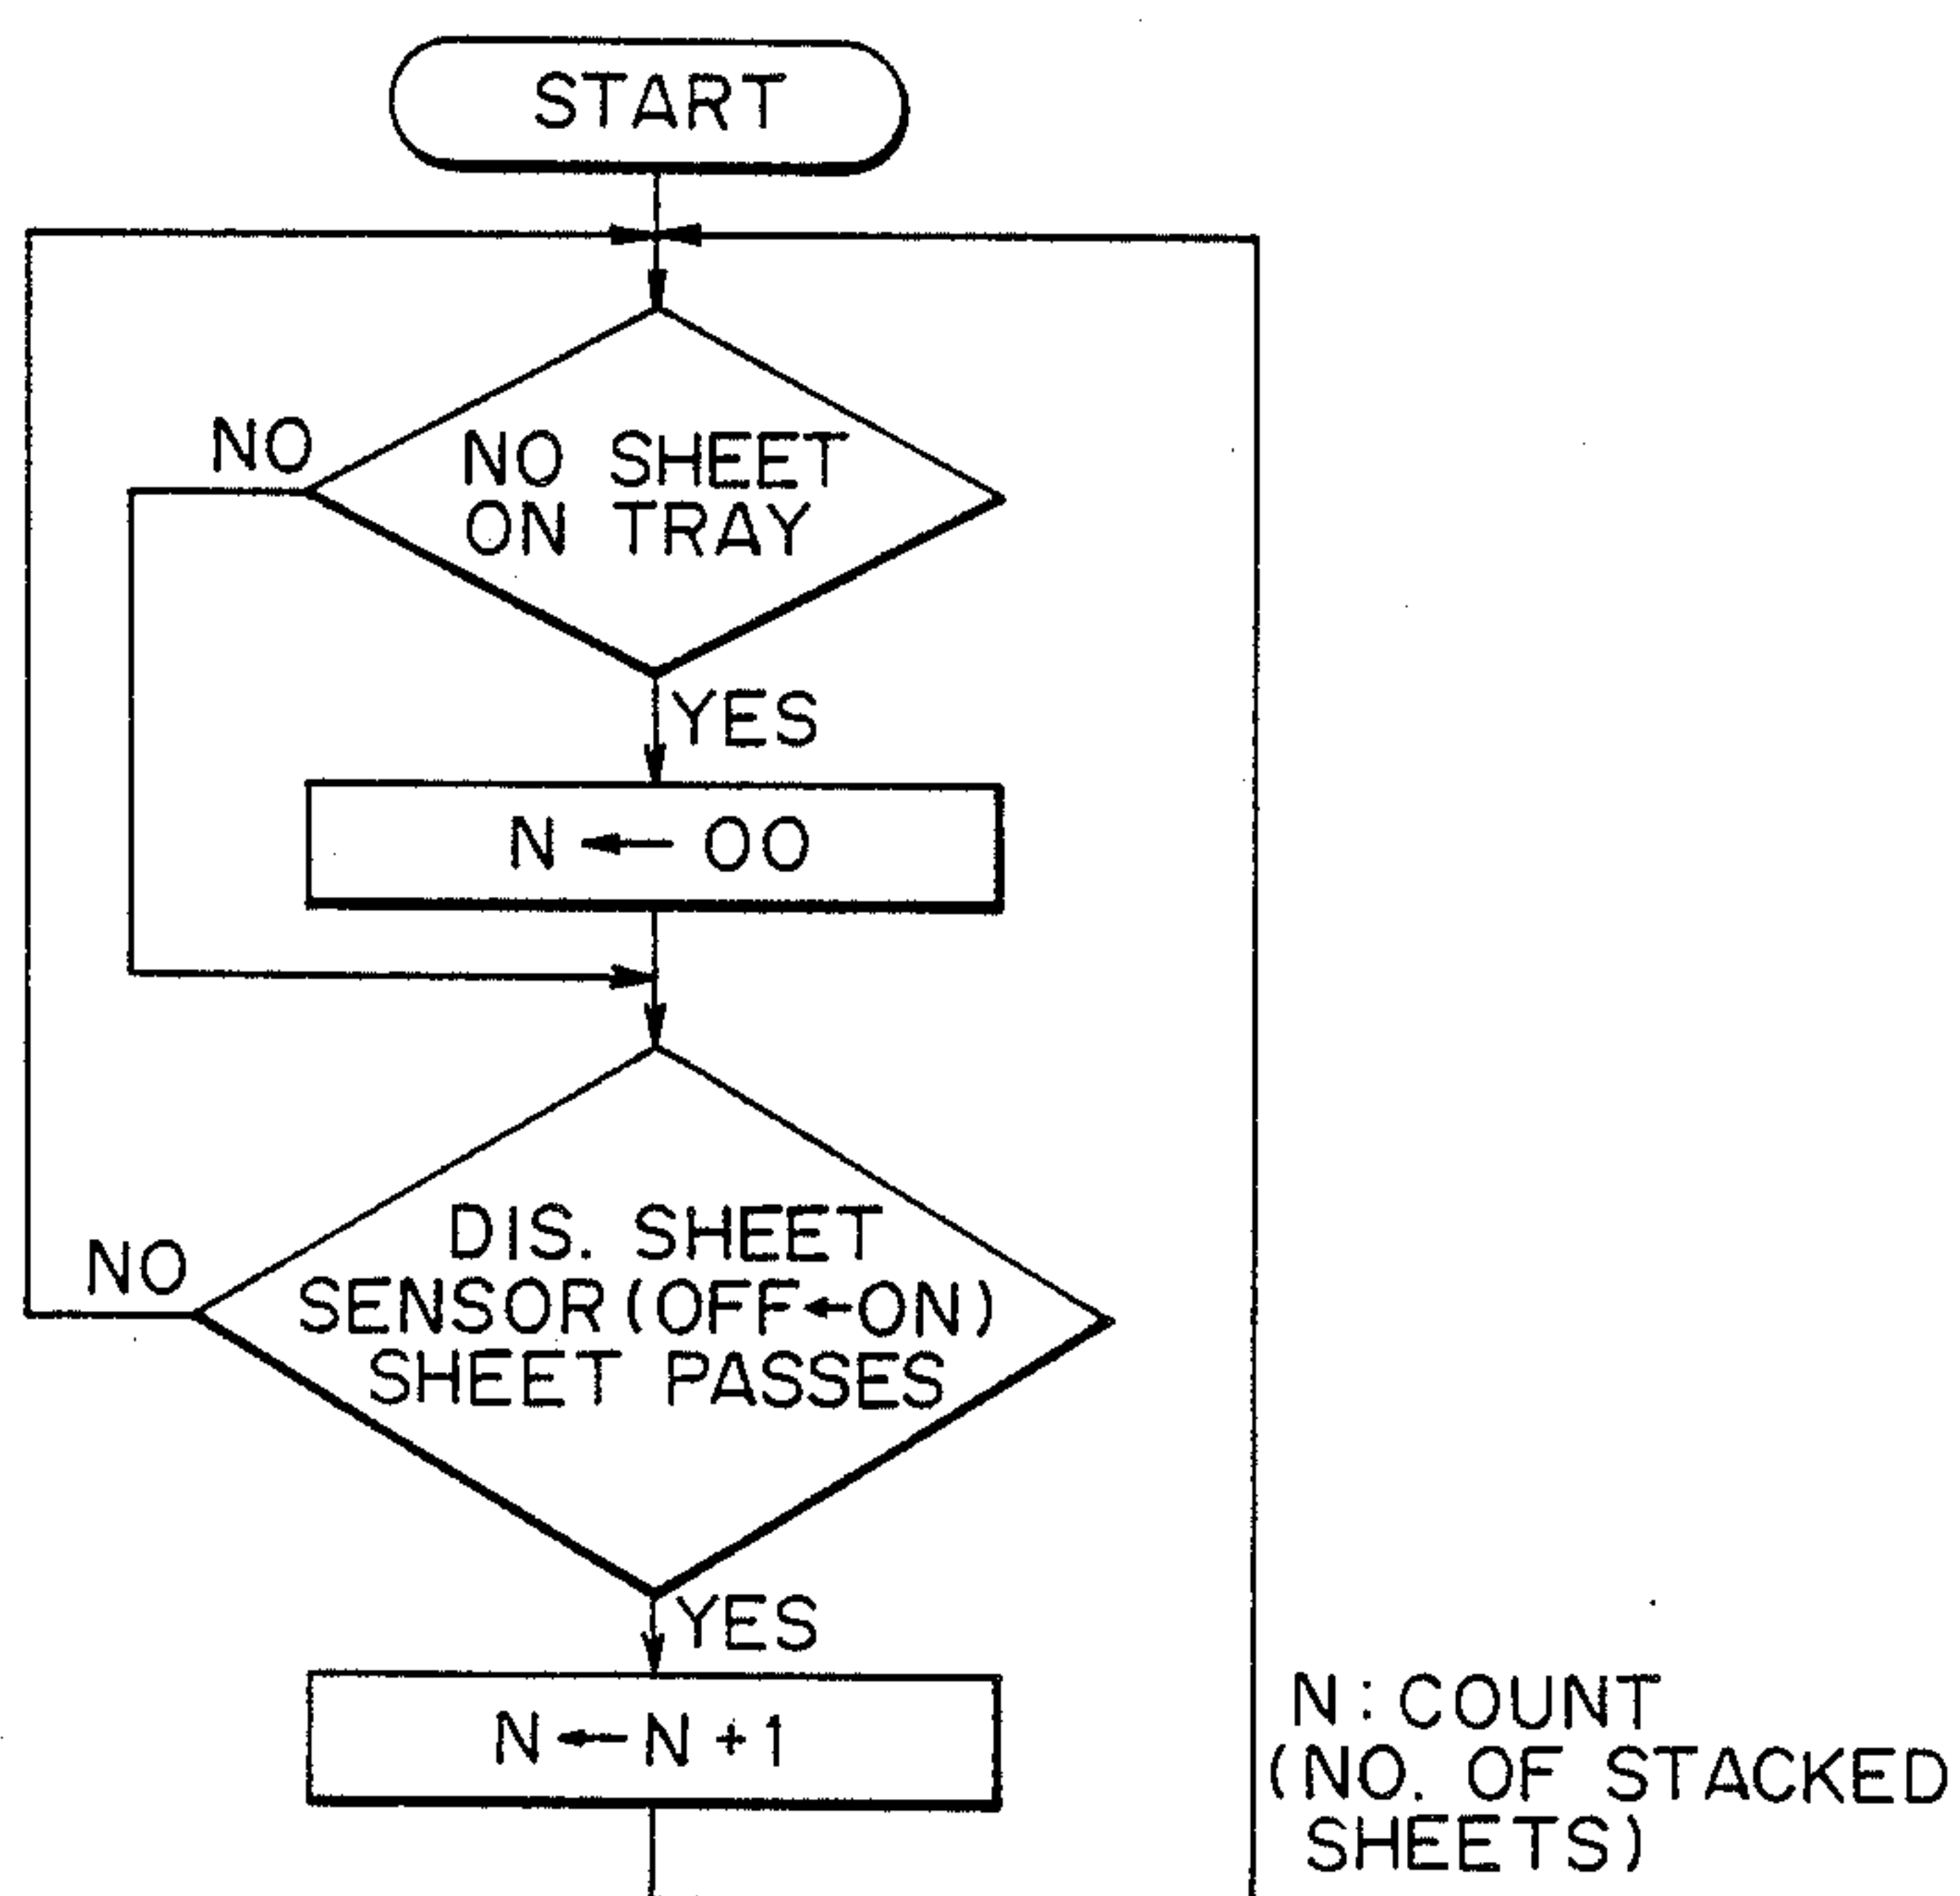 START
NO
NO SHEET
ON TRAY
YES
N ← 00
DIS. SHEET
NO
SENSOR (OFF←ON)
SHEET PASSES
YES
N ← N + 1
N : COUNT
(NO. OF STACKED
SHEETS)